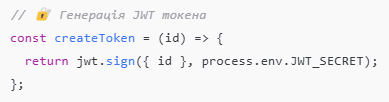 // 🔐 Генерація JWT токена
const createToken = (id) => {
  return jwt.sign({ id }, process.env.JWT_SECRET);
};